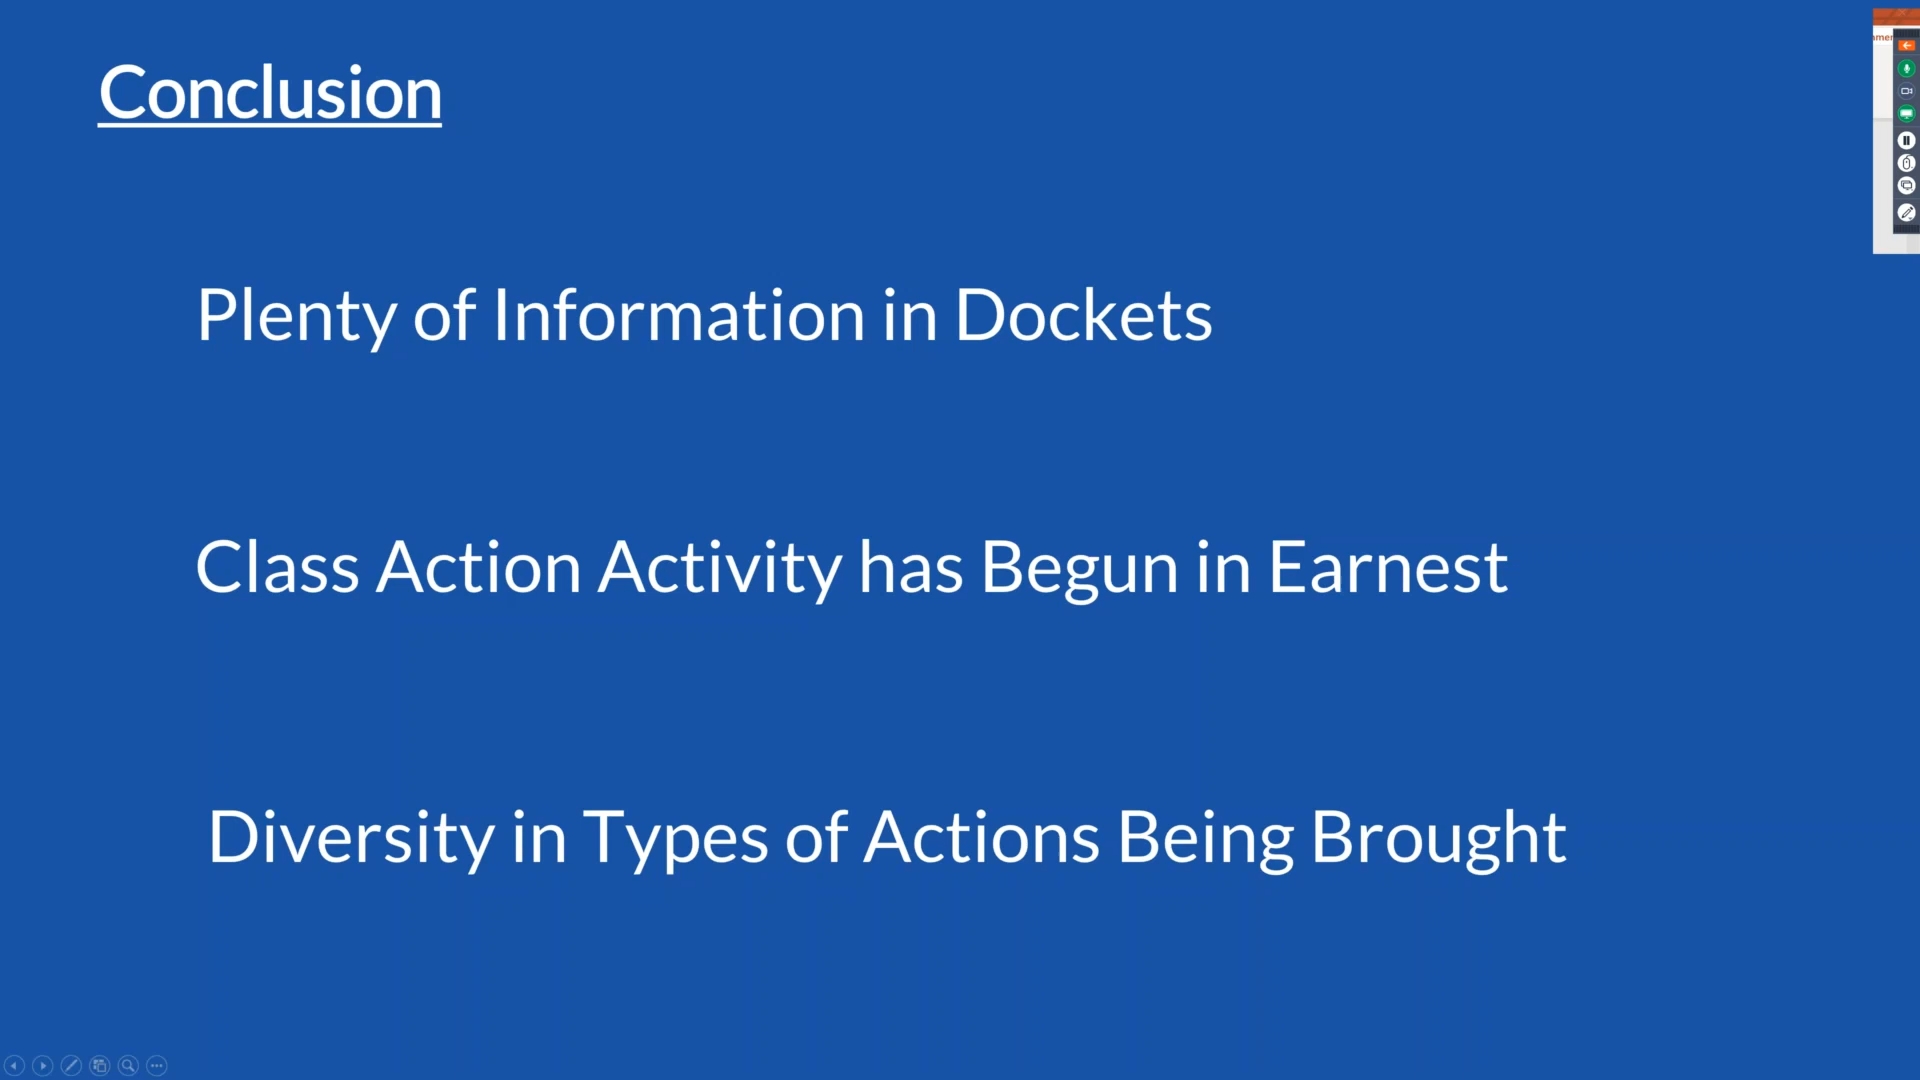 Conclusion
Plenty of Information in Dockets
Class Action Activity has Begun in Earnest
Diversity in Types of Actions Being Brought